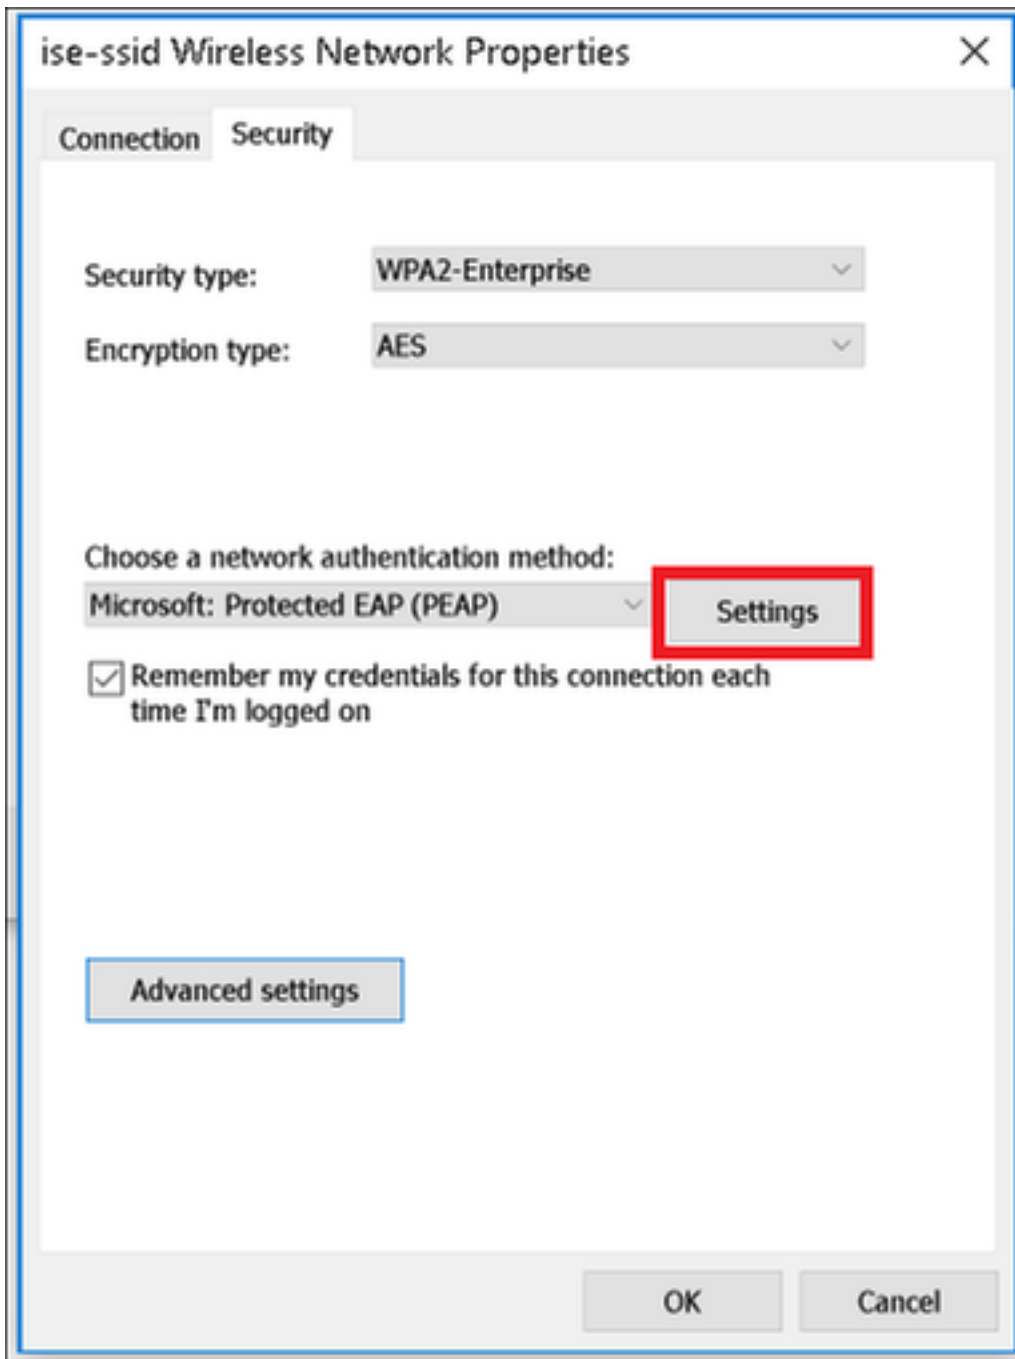 ise-ssid Wireless Network Properties
Connection
Security
Security type:
WPA2-Enterprise
Encryption type:
AES
Choose a network authentication method:
Microsoft: Protected EAP (PEAP)
Settings
Remember my credentials for this connection each
time I'm logged on
Advanced settings
OK
Cancel